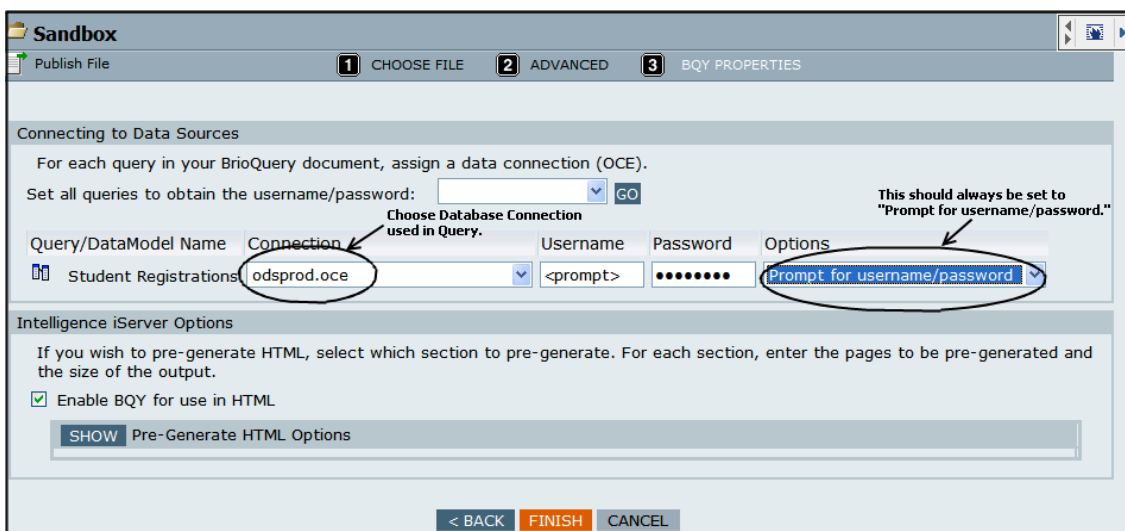 Sandbox
Publish File 1 CHOOSE FILE 2 ADVANCED 3 BQY PROPERTIES
Connecting to Data Sources
For each query in your BrioQuery document, assign a data connection (OCE).
Set all queries to obtain the username/password: GO
This should always be set to
"Prompt for username/password."
Choose Database Connection
used in Query.
Query/DataModel Name Connection Username Password Options
Student Registrations odsprod.oce <prompt> ●●●●●●●● Prompt for username/password
Intelligence iServer Options
If you wish to pre-generate HTML, select which section to pre-generate. For each section, enter the pages to be pre-generated and
the size of the output.
Enable BQY for use in HTML
SHOW Pre-Generate HTML Options
< BACK FINISH CANCEL